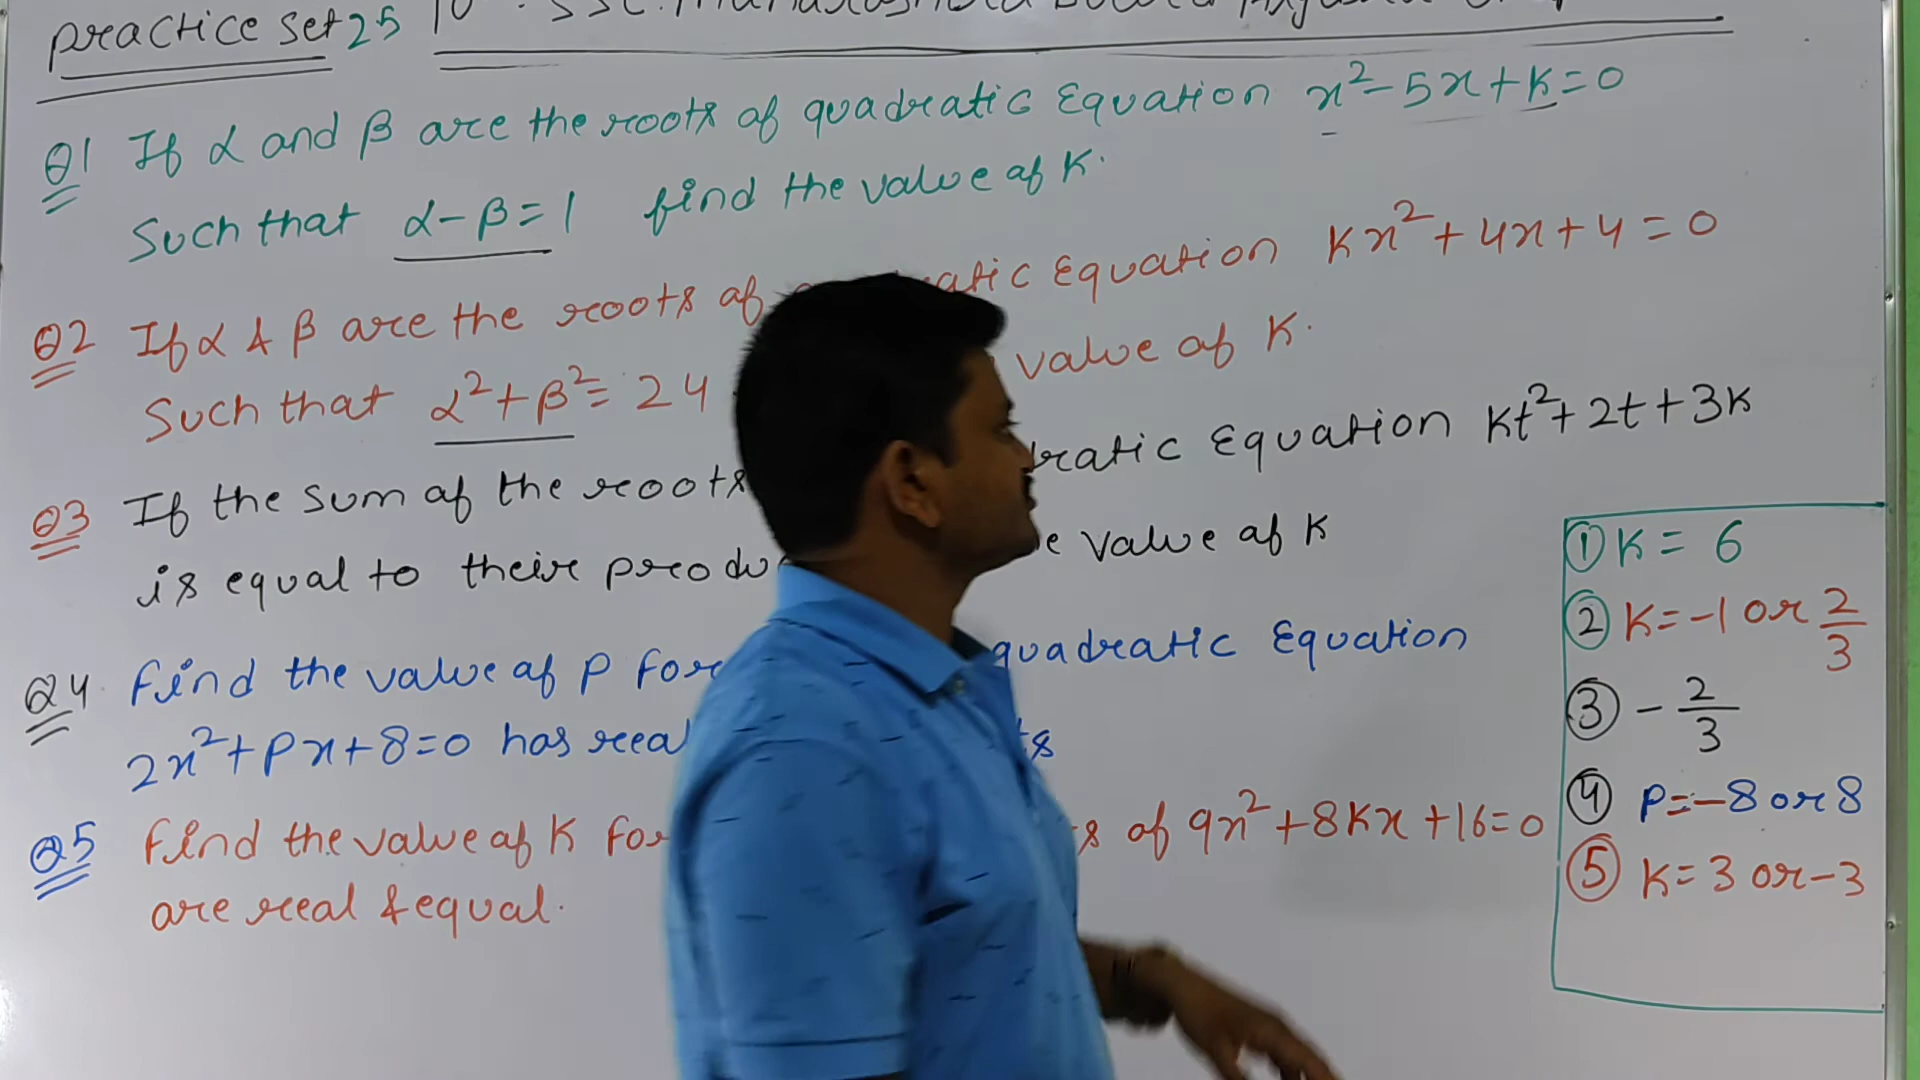 Practice Set 25 10
Q1 If α and β are the roots of quadratic Equation x²-5x+k=0
Such that α-β=1 find the value of K.
Q2 If α & β are the roots of Equation kx²+4x+4=0
Such that α²+β²=24 value of K.
Q3 If the sum of the roots Equation kt²+2t+3k
is equal to their value of k
Q4 find the value of P quadratic Equation
2x²+Px+8=0 has real
Q5 find the value of K of 9x²+8kx+16=0
are real & equal.
① K = 6
② K=-1 or 2/3
③ - 2/3
④ P=-8 or 8
⑤ K=3 or -3